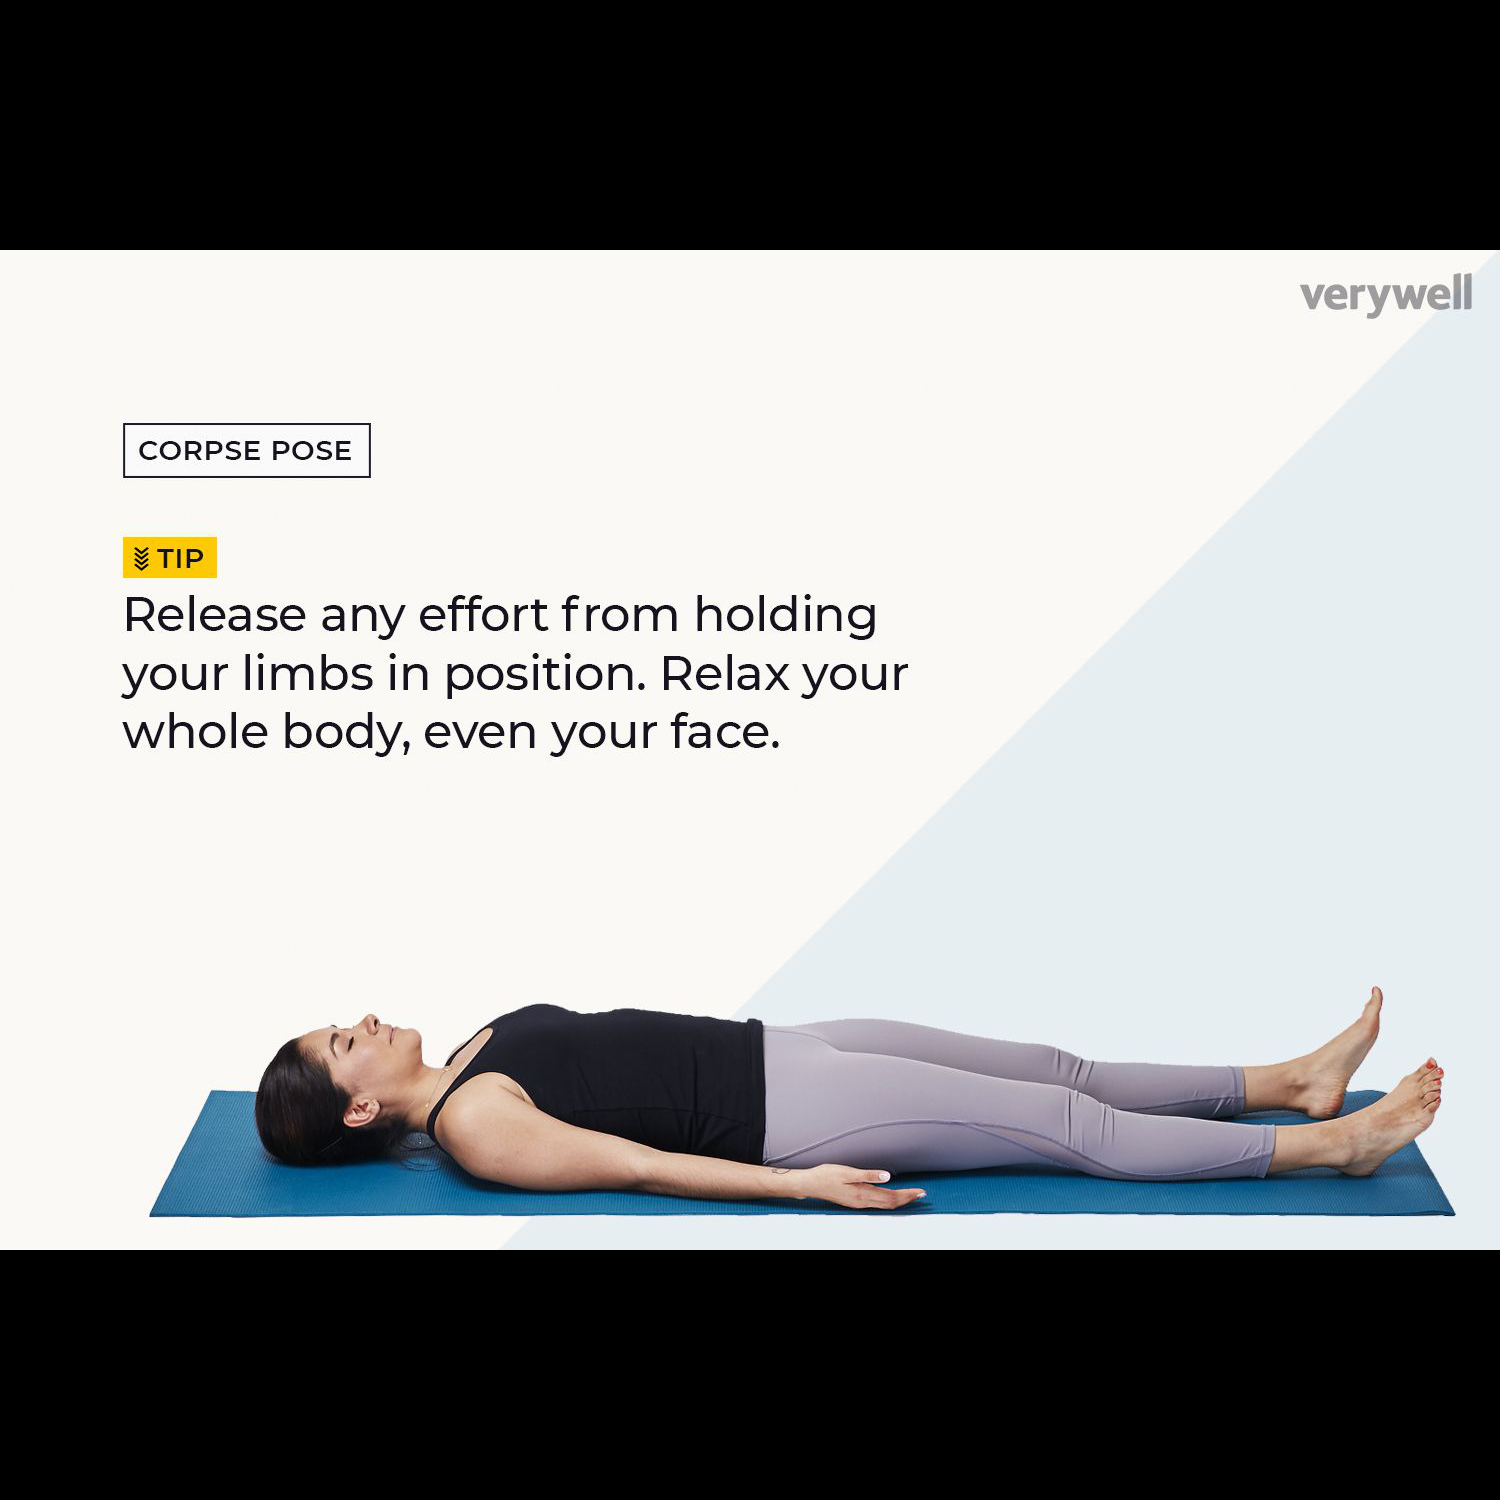 verywell
CORPSE POSE
TIP
Release any effort from holding
your limbs in position. Relax your
whole body, even your face.